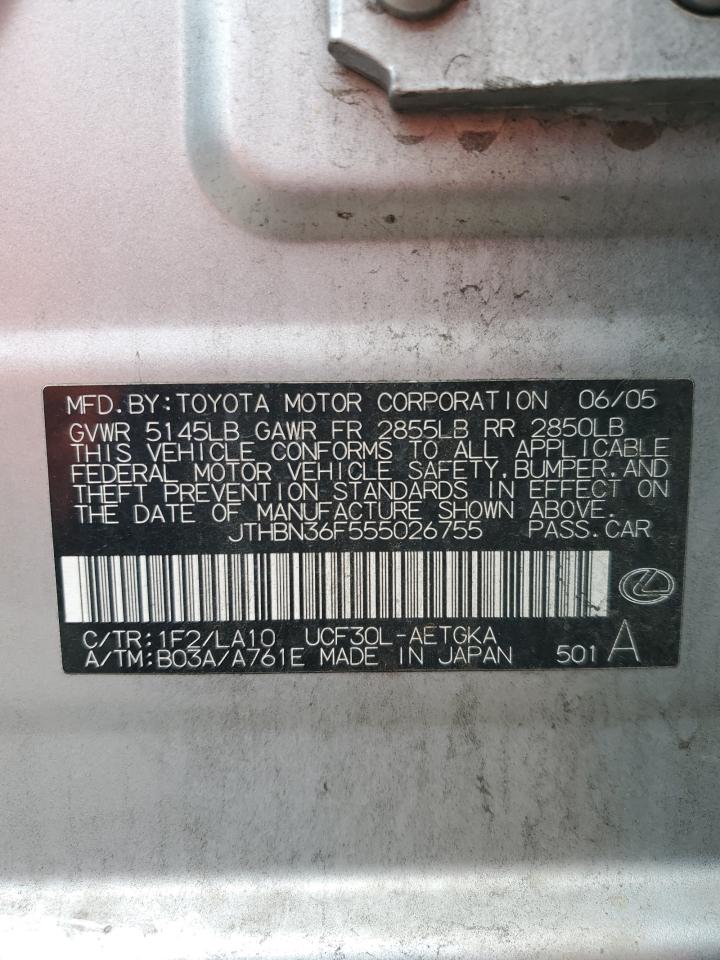 MFD.BY:TOYOTA MOTOR CORPORATION 06/05
GVWR 5145LB GAWR FR 2855LB RR 2850LB
THIS VEHICLE CONFORMS TO ALL APPLICABLE
FEDERAL MOTOR VEHICLE SAFETY.BUMPER.AND
THEFT PREVENTION STANDARDS IN EFFECT ON
THE DATE OF MANUFACTURE SHOWN ABOVE.
JTHBN36F555026755 PASS.CAR
C/TR:1F2/LA10 UCF30L-AETGKA
A/TM:B03A/A761E MADE IN JAPAN 501 A